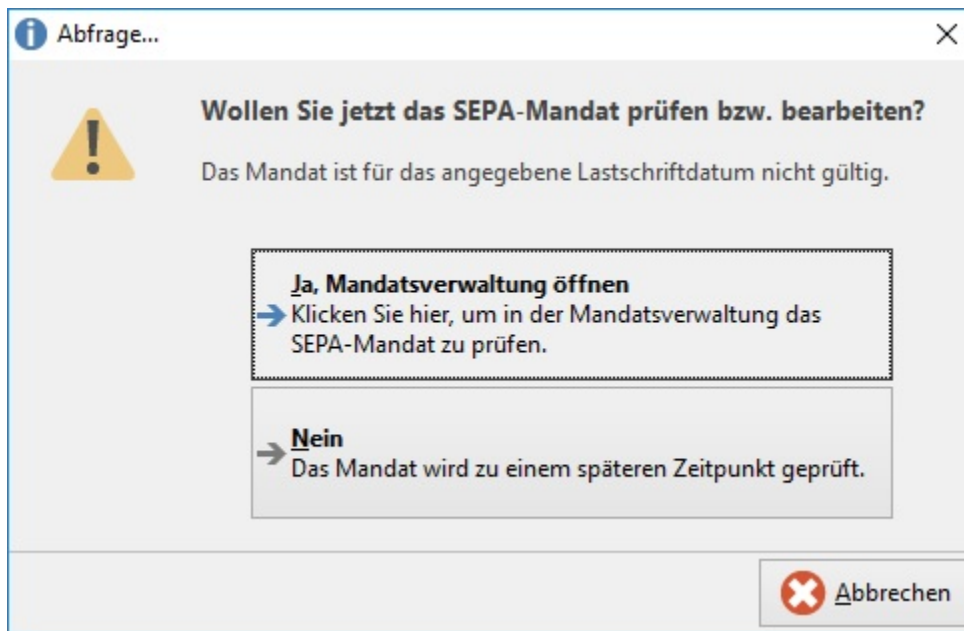 Abfrage...
Wollen Sie jetzt das SEPA-Mandat prüfen bzw. bearbeiten?
Das Mandat ist für das angegebene Lastschriftdatum nicht gültig.
Ja, Mandatsverwaltung öffnen
Klicken Sie hier, um in der Mandatsverwaltung das
SEPA-Mandat zu prüfen.
Nein
Das Mandat wird zu einem späteren Zeitpunkt geprüft.
Abbrechen